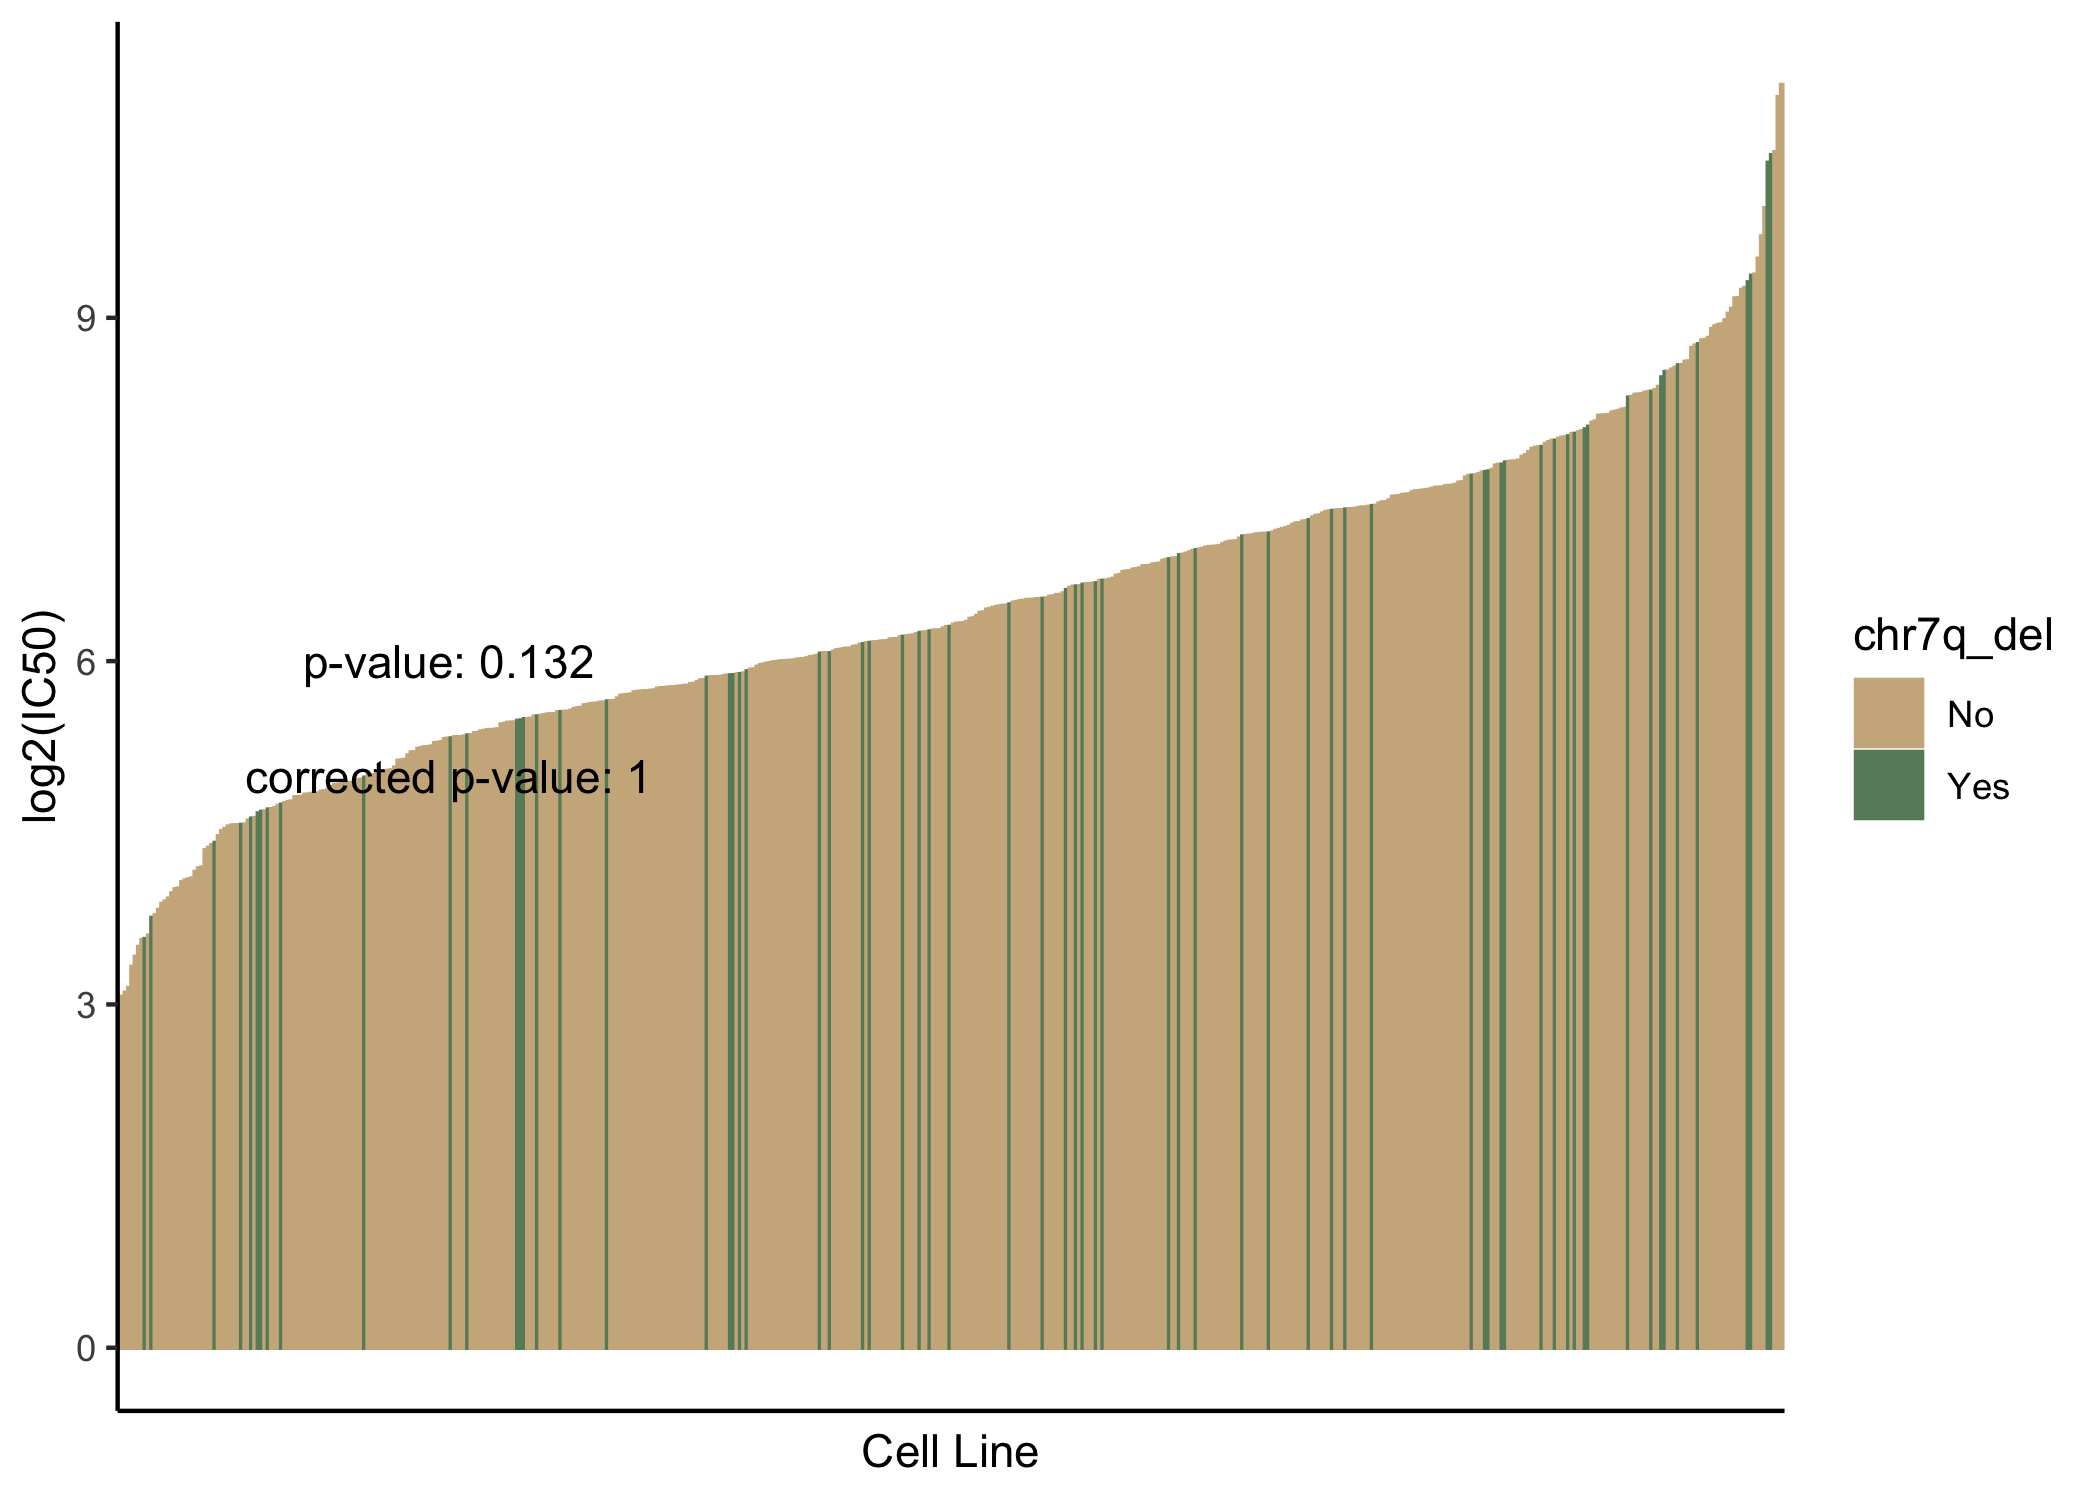 9
6
3
0
log2(IC50)
p-value: 0.132
corrected p-value: 1
Cell Line
chr7q_del
No
Yes